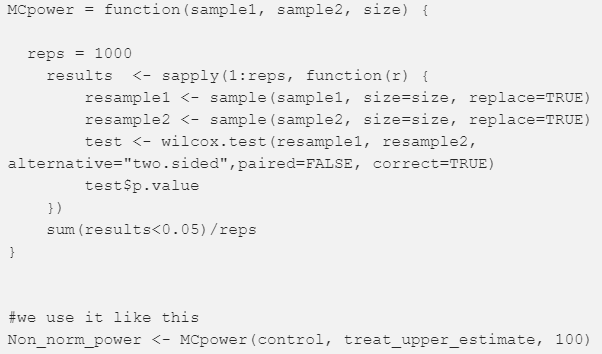 MCpower = function(sample1, sample2, size) {
reps = 1000
results <- sapply(1:reps, function(r) {
resample1 <- sample(sample1, size=size, replace=TRUE)
resample2 <- sample(sample2, size=size, replace=TRUE)
test <- wilcox.test(resample1, resample2,
alternative="two.sided",paired=FALSE, correct=TRUE)
test$p.value
})
sum(results<0.05)/reps
}
#we use it like this
Non_norm_power <- MCpower(control, treat_upper_estimate, 100)